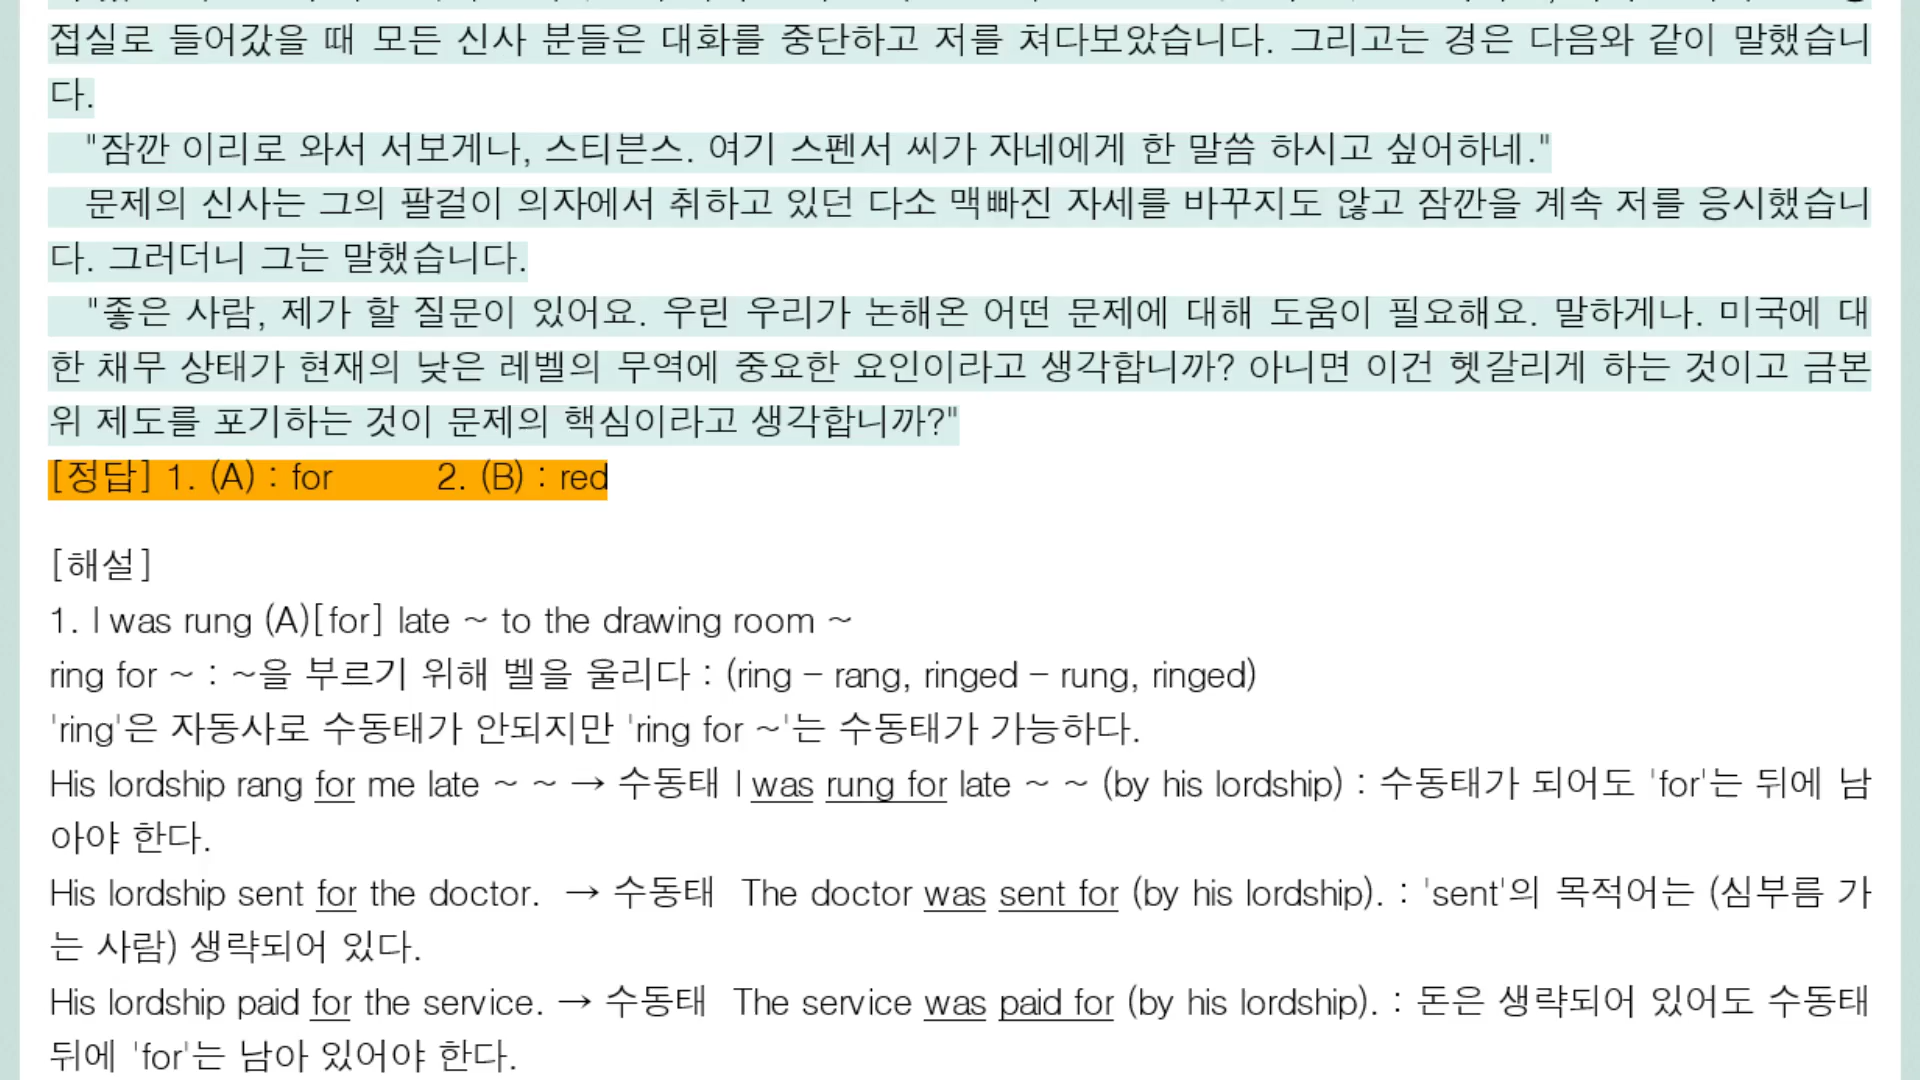 접실로 들어갔을 때 모든 신사 분들은 대화를 중단하고 저를 쳐다보았습니다. 그리고는 경은 다음와 같이 말했습니
다.
"잠깐 이리로 와서 서보게나, 스티븐스. 여기 스펜서 씨가 자네에게 한 말씀 하시고 싶어하네."
문제의 신사는 그의 팔걸이 의자에서 취하고 있던 다소 맥빠진 자세를 바꾸지도 않고 잠깐을 계속 저를 응시했습니
다. 그러더니 그는 말했습니다.
"좋은 사람, 제가 할 질문이 있어요. 우린 우리가 논해온 어떤 문제에 대해 도움이 필요해요. 말하게나. 미국에 대
한 채무 상태가 현재의 낮은 레벨의 무역에 중요한 요인이라고 생각합니까? 아니면 이건 헷갈리게 하는 것이고 금본
위 제도를 포기하는 것이 문제의 핵심이라고 생각합니까?"
[정답] 1. (A) : for 2. (B) : red
[해설]
1. I was rung (A)[for] late ~ to the drawing room ~
ring for ~ : ~을 부르기 위해 벨을 울리다 : (ring – rang, ringed – rung, ringed)
'ring'은 자동사로 수동태가 안되지만 'ring for ~'는 수동태가 가능하다.
His lordship rang for me late ~ ~ → 수동태 I was rung for late ~ ~ (by his lordship) : 수동태가 되어도 'for'는 뒤에 남
아야 한다.
His lordship sent for the doctor. → 수동태 The doctor was sent for (by his lordship). : 'sent'의 목적어는 (심부름 가
는 사람) 생략되어 있다.
His lordship paid for the service. → 수동태 The service was paid for (by his lordship). : 돈은 생략되어 있어도 수동태
뒤에 'for'는 남아 있어야 한다.